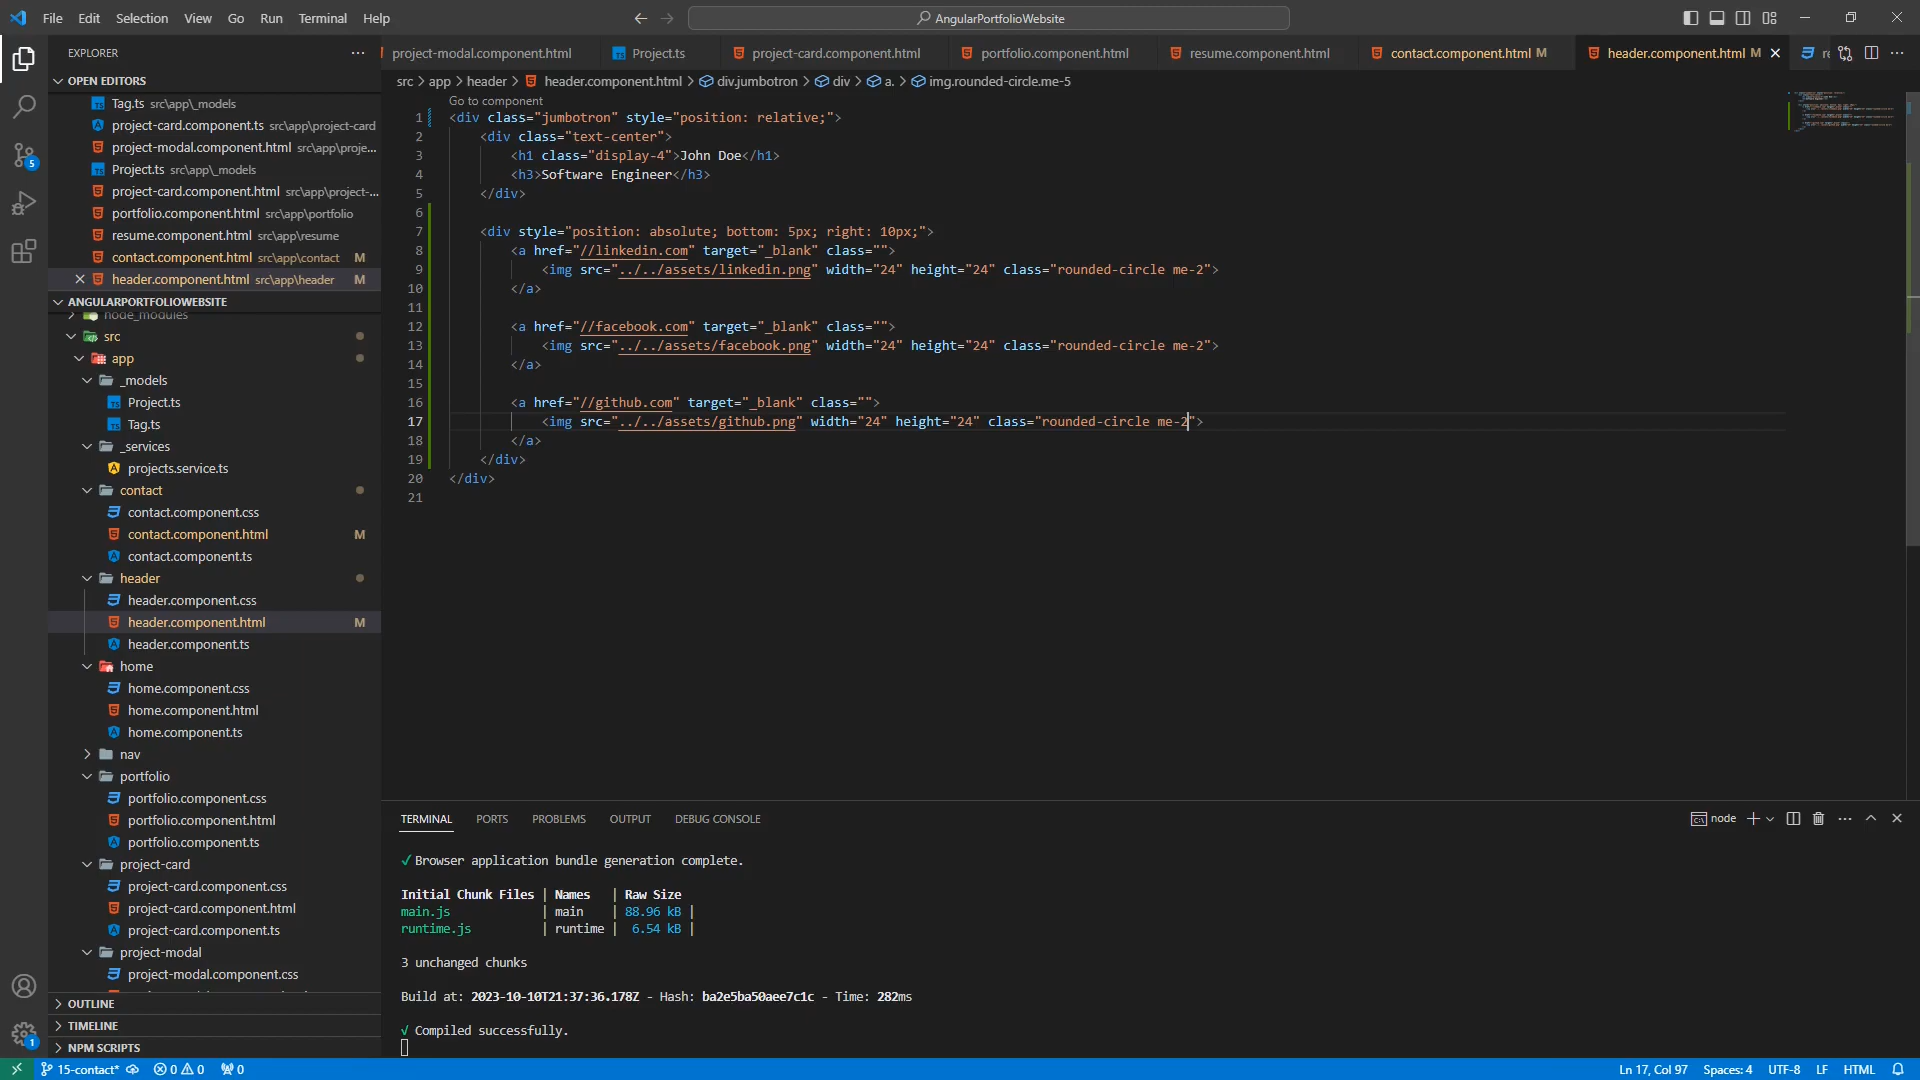 File Edit Selection View Go Run Terminal Help
AngularPortfolioWebsite
EXPLORER
OPEN EDITORS
Tag.ts src\app\_models
project-card.component.ts src\app\project-card
project-modal.component.html src\app\proje...
Project.ts src\app\_models
project-card.component.html src\app\project-...
portfolio.component.html src\app\portfolio
resume.component.html src\app\resume
contact.component.html src\app\contact M
header.component.html src\app\header M
ANGULARPORTFOLIOWEBSITE
node_modules
src
app
_models
Project.ts
Tag.ts
_services
projects.service.ts
contact
contact.component.css
contact.component.html M
contact.component.ts
header
header.component.css
header.component.html M
header.component.ts
home
home.component.css
home.component.html
home.component.ts
nav
portfolio
portfolio.component.css
portfolio.component.html
portfolio.component.ts
project-card
project-card.component.css
project-card.component.html
project-card.component.ts
project-modal
project-modal.component.css
OUTLINE
TIMELINE
NPM SCRIPTS
5
1
project-modal.component.html Project.ts project-card.component.html portfolio.component.html resume.component.html contact.component.html M header.component.html M re
src > app > header > header.component.html > div.jumbotron > div > a. > img.rounded-circle.me-5
Go to component
1 <div class="jumbotron" style="position: relative;">
2 <div class="text-center">
3 <h1 class="display-4">John Doe</h1>
4 <h3>Software Engineer</h3>
5 </div>
6
7 <div style="position: absolute; bottom: 5px; right: 10px;">
8 <a href="//linkedin.com" target="_blank" class="">
9 <img src="../../assets/linkedin.png" width="24" height="24" class="rounded-circle me-2">
10 </a>
11
12 <a href="//facebook.com" target="_blank" class="">
13 <img src="../../assets/facebook.png" width="24" height="24" class="rounded-circle me-2">
14 </a>
15
16 <a href="//github.com" target="_blank" class="">
17 <img src="../../assets/github.png" width="24" height="24" class="rounded-circle me-2">
18 </a>
19 </div>
20 </div>
21
TERMINAL PORTS PROBLEMS OUTPUT DEBUG CONSOLE
node
√ Browser application bundle generation complete.
Initial Chunk Files | Names | Raw Size
main.js | main | 88.96 kB |
runtime.js | runtime | 6.54 kB |
3 unchanged chunks
Build at: 2023-10-10T21:37:36.178Z - Hash: ba2e5ba50aee7c1c - Time: 282ms
√ Compiled successfully.
15-contact* 0 0 0
Ln 17, Col 97 Spaces: 4 UTF-8 LF HTML